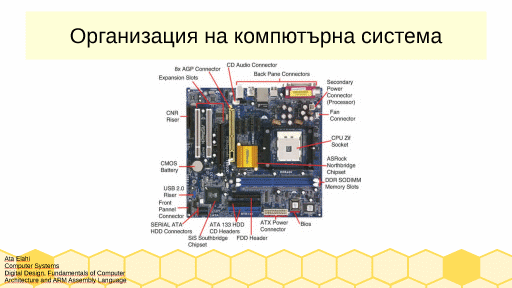 Организация на компютърна система
CD Audio Connector
8x AGP Connector
Back Pane Connectors
Expansion Slots
Secondary
Power
Connector
(Processor)
Fan
Connector
CNR
Riser
CPU Zif
Socket
ASRock
Northbridge
Chipset
CMOS
Battery
DDR SODIMM
Memory Slots
USB 2.0
Riser
Front
Pannel
Connector
SERIAL ATA
HDD Connectors
ATA 133 HDD
CD Headers
ATX Power
Connector
Bios
SiS Southbridge
Chipset
FDD Header
Ata Elahi
Computer Systems
Digital Design, Fundamentals of Computer
Architecture and ARM Assembly Language